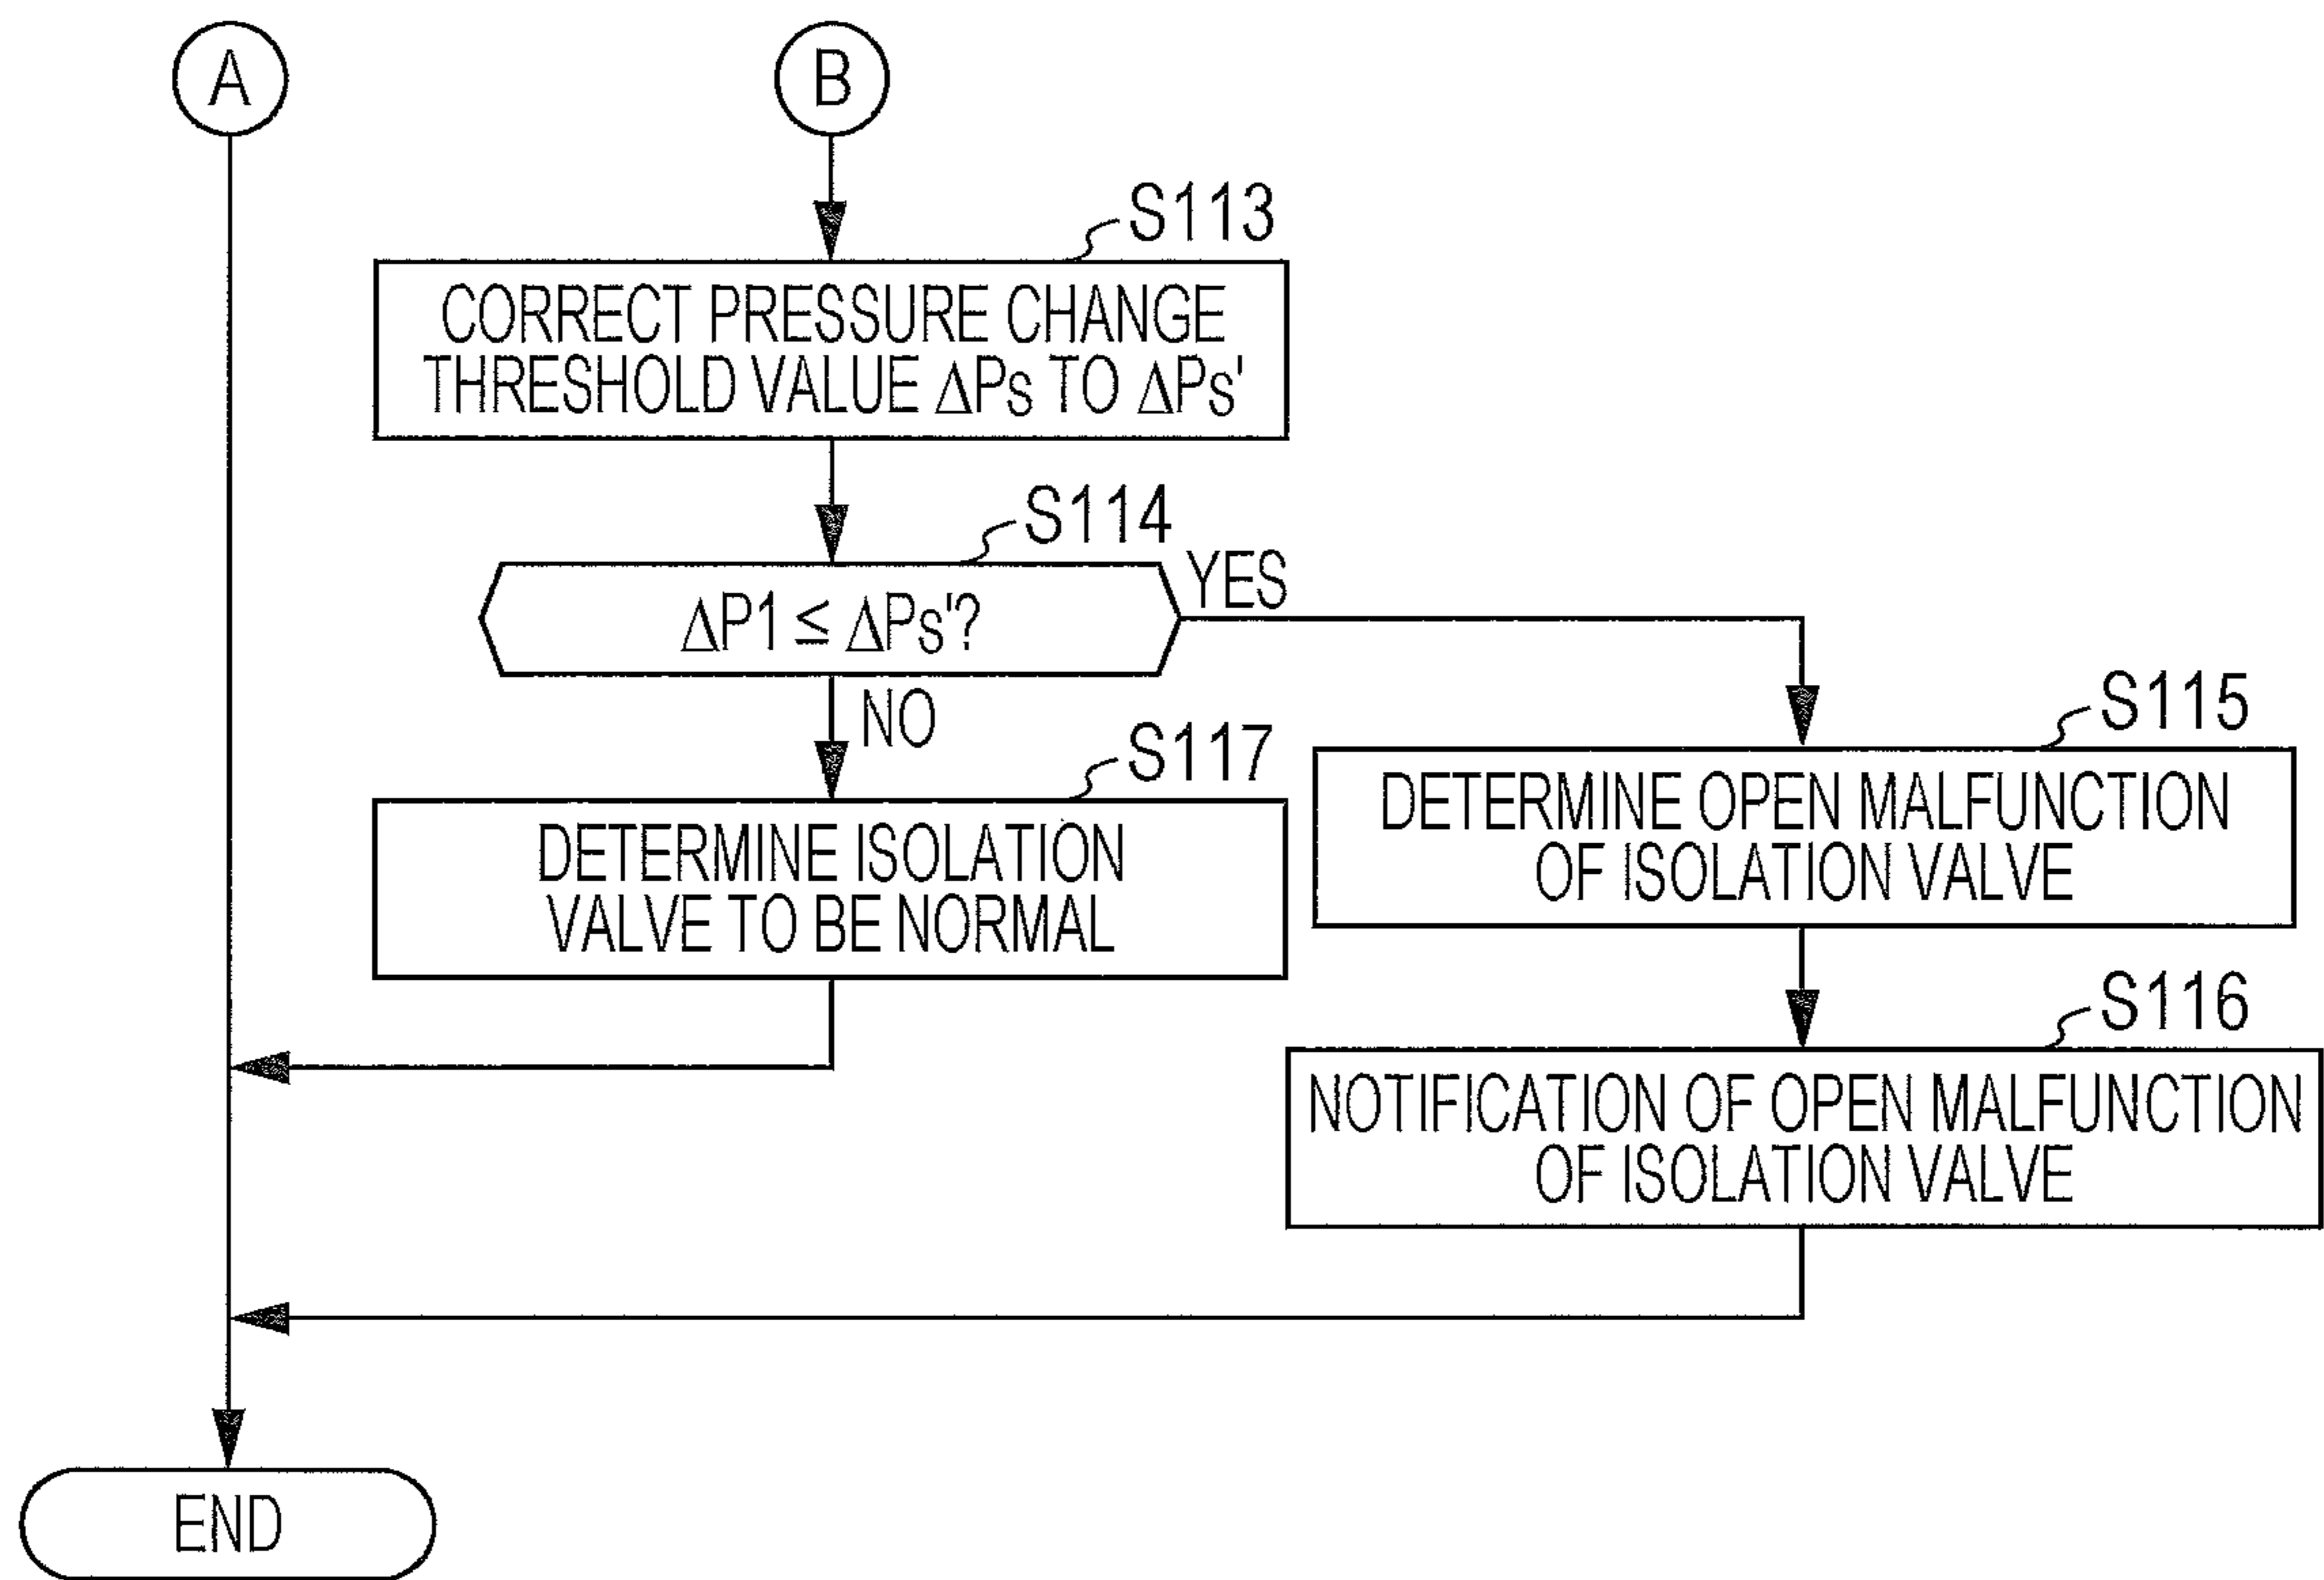 A
B
S113
CORRECT PRESSURE CHANGE
THRESHOLD VALUE ΔPs TO ΔPs'
S114
ΔP1 ≤ ΔPs'?
YES
NO
S117
DETERMINE ISOLATION
VALVE TO BE NORMAL
S115
DETERMINE OPEN MALFUNCTION
OF ISOLATION VALVE
S116
NOTIFICATION OF OPEN MALFUNCTION
OF ISOLATION VALVE
END